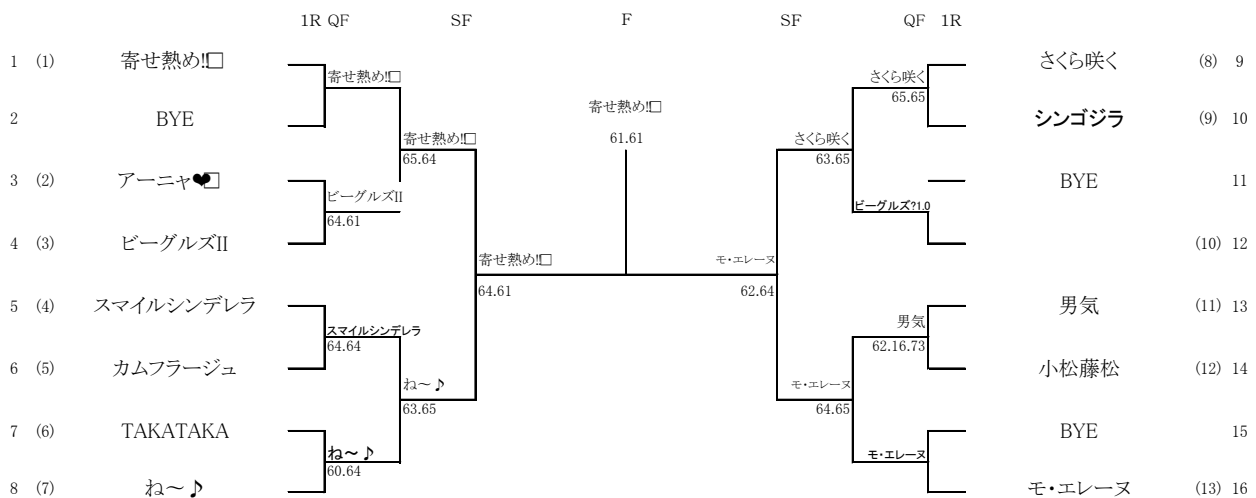 1R QF SF F SF QF 1R
1 (1) 寄せ熱め!!□ さくら咲く (8) 9
寄せ熱め!!□ さくら咲く
65.65
寄せ熱め!!□
2 BYE シンゴジラ (9) 10
寄せ熱め!!□ 61.61 さくら咲く
65.64 63.65
3 (2) アーニャ❤□ BYE 11
ビーグルズII ビーグルズ?1.0
64.61
4 (3) ビーグルズII (10) 12
寄せ熱め!!□ モ・エレーヌ
64.61 62.64
5 (4) スマイルシンデレラ 男気 (11) 13
スマイルシンデレラ 男気
64.64 62.16.73
6 (5) カムフラージュ 小松藤松 (12) 14
ね～♪ モ・エレーヌ
63.65 64.65
7 (6) TAKATAKA BYE 15
ね～♪ モ・エレーヌ
60.64
8 (7) ね～♪ モ・エレーヌ (13) 16